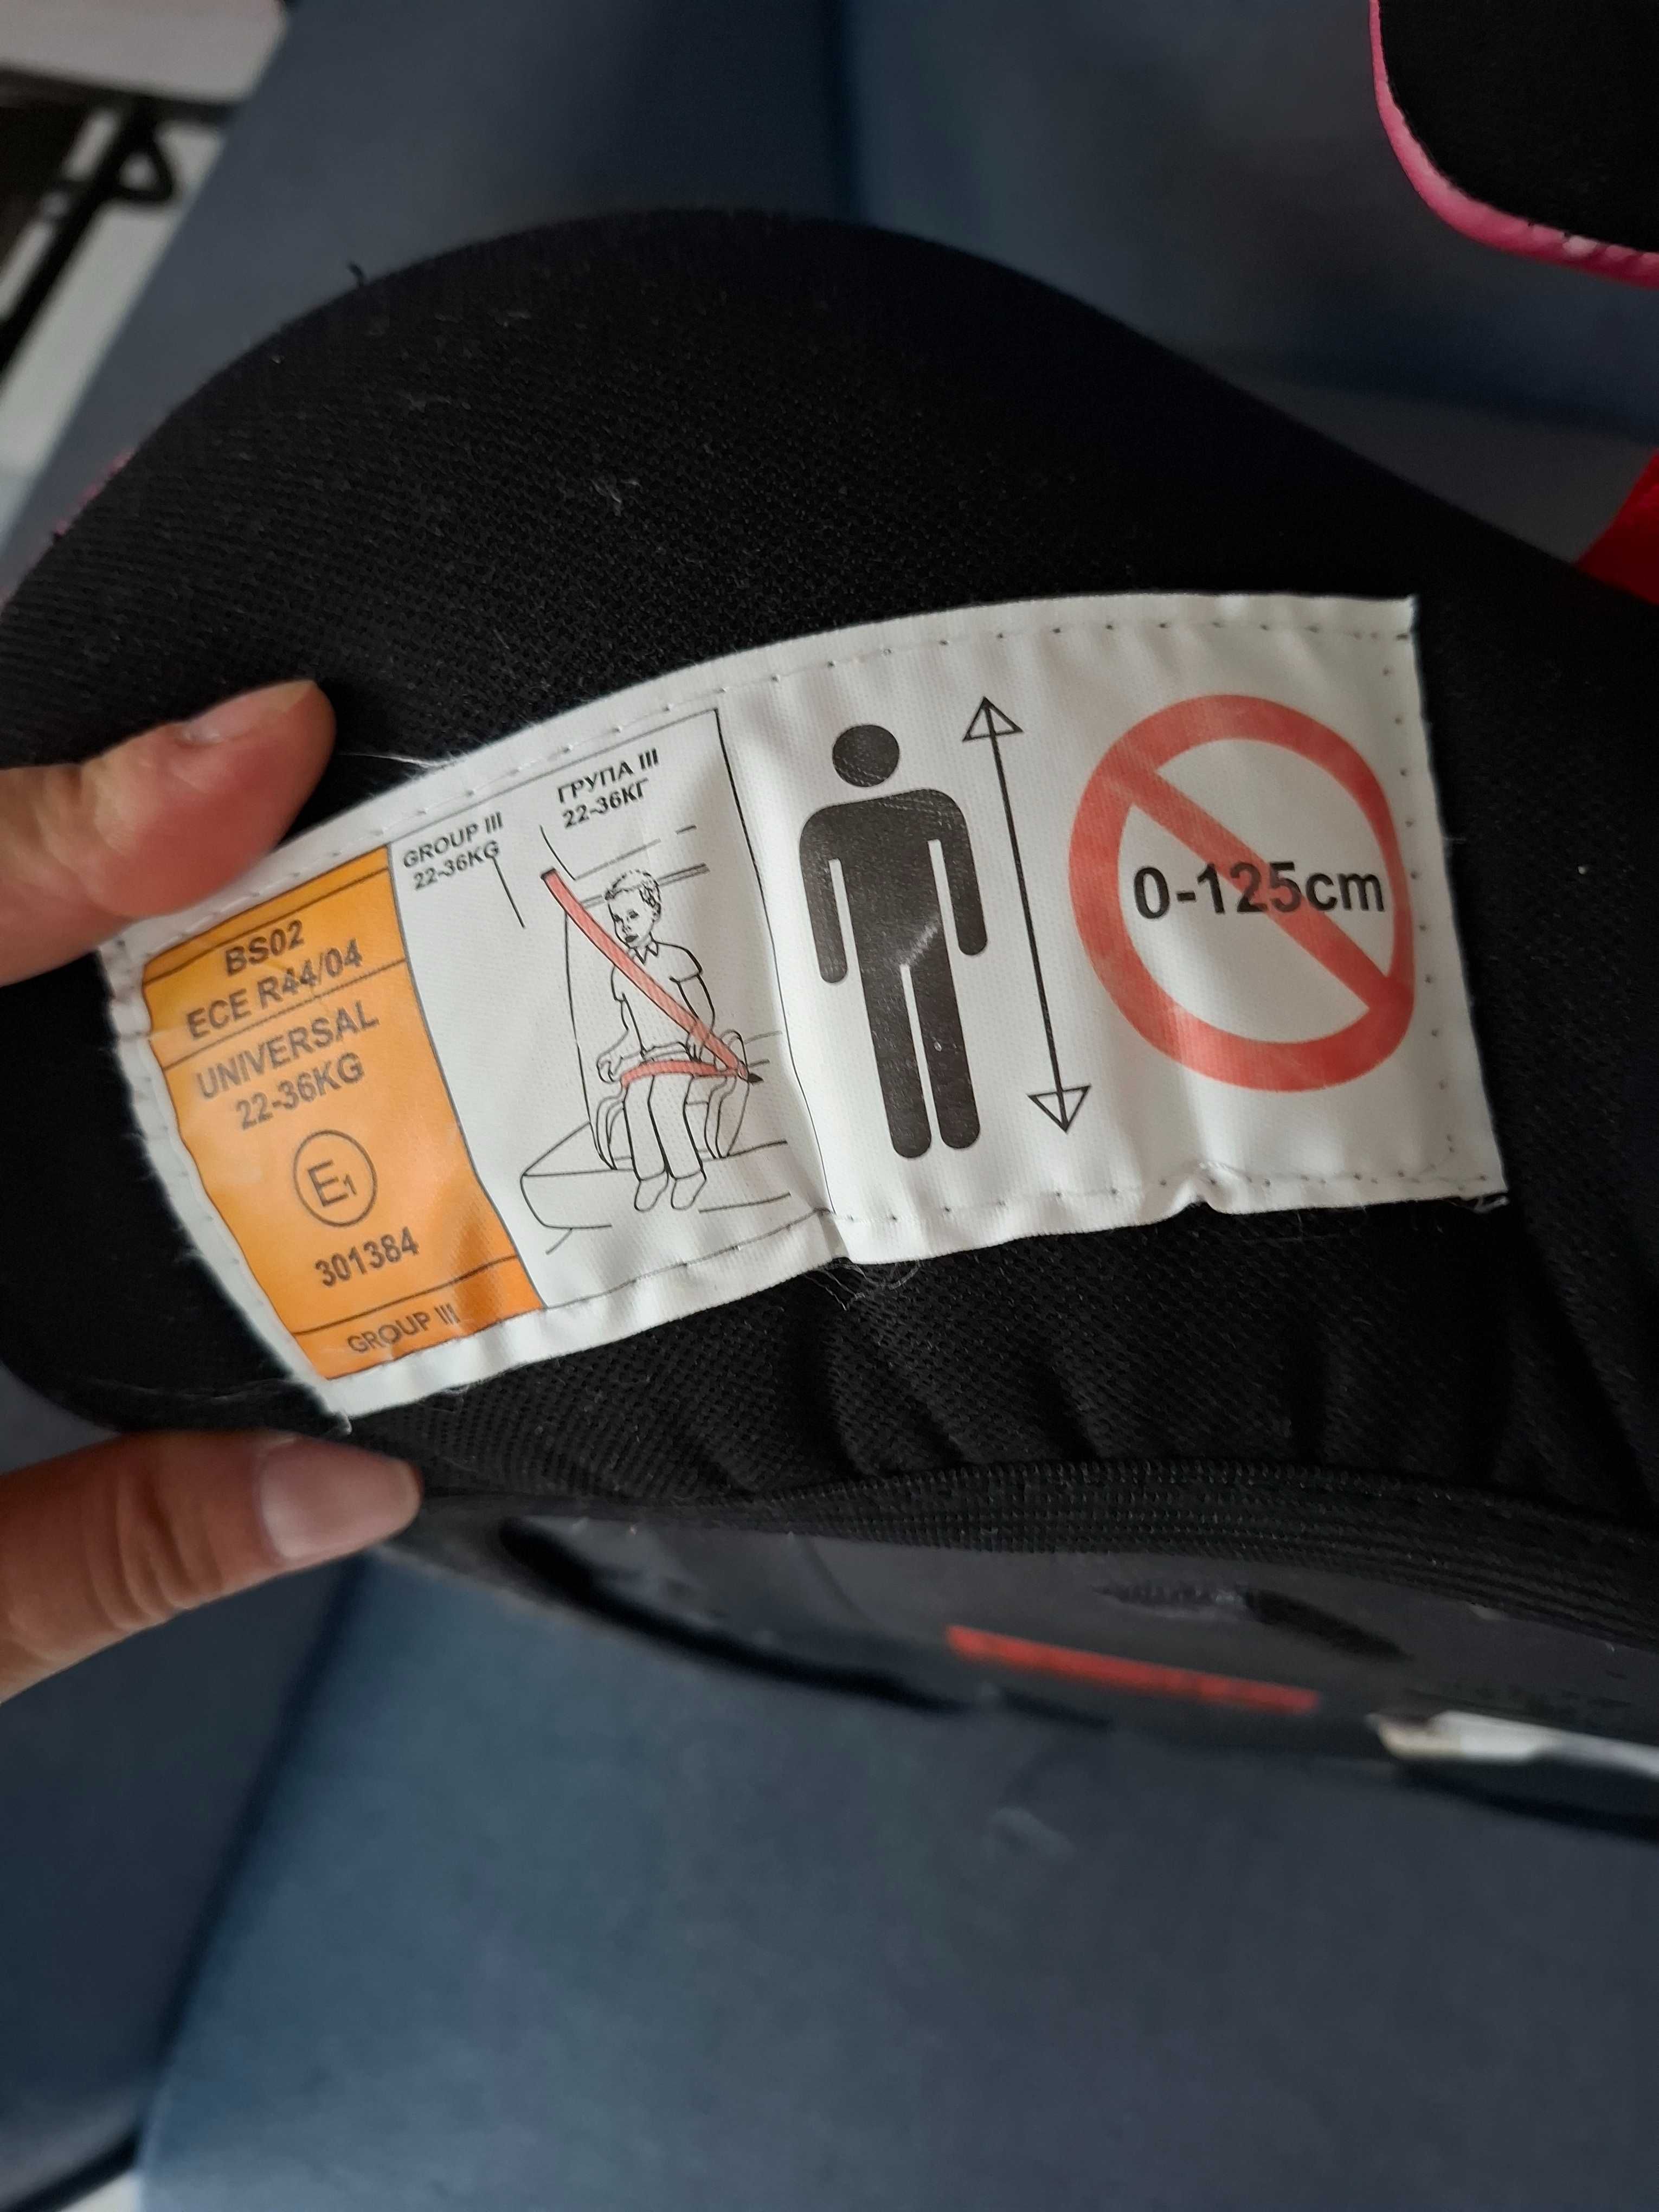 BS02
ECE R44/04
UNIVERSAL
22-36KG
E1
301384
GROUP III
GROUP III
22-36KG
ГРУПА III
22-36КГ
0-125cm